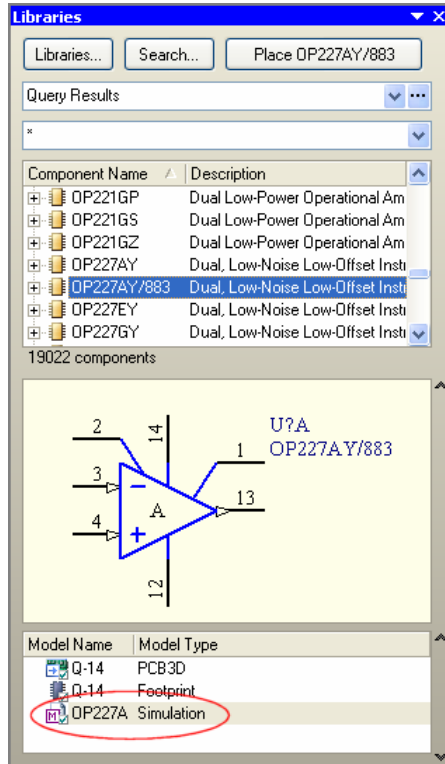 Libraries
Libraries... Search... Place OP227AY/883
Query Results
*
Component Name Description
OP221GP Dual Low-Power Operational Am
OP221GS Dual Low-Power Operational Am
OP221GZ Dual Low-Power Operational Am
OP227AY Dual, Low-Noise Low-Offset Instr
OP227AY/883 Dual, Low-Noise Low-Offset Instr
OP227EY Dual, Low-Noise Low-Offset Instr
OP227GY Dual, Low-Noise Low-Offset Instr
19022 components
2 14 U?A
1 OP227AY/883
3
A 13
4
12
Model Name Model Type
Q-14 PCB3D
Q-14 Footprint
OP227A Simulation